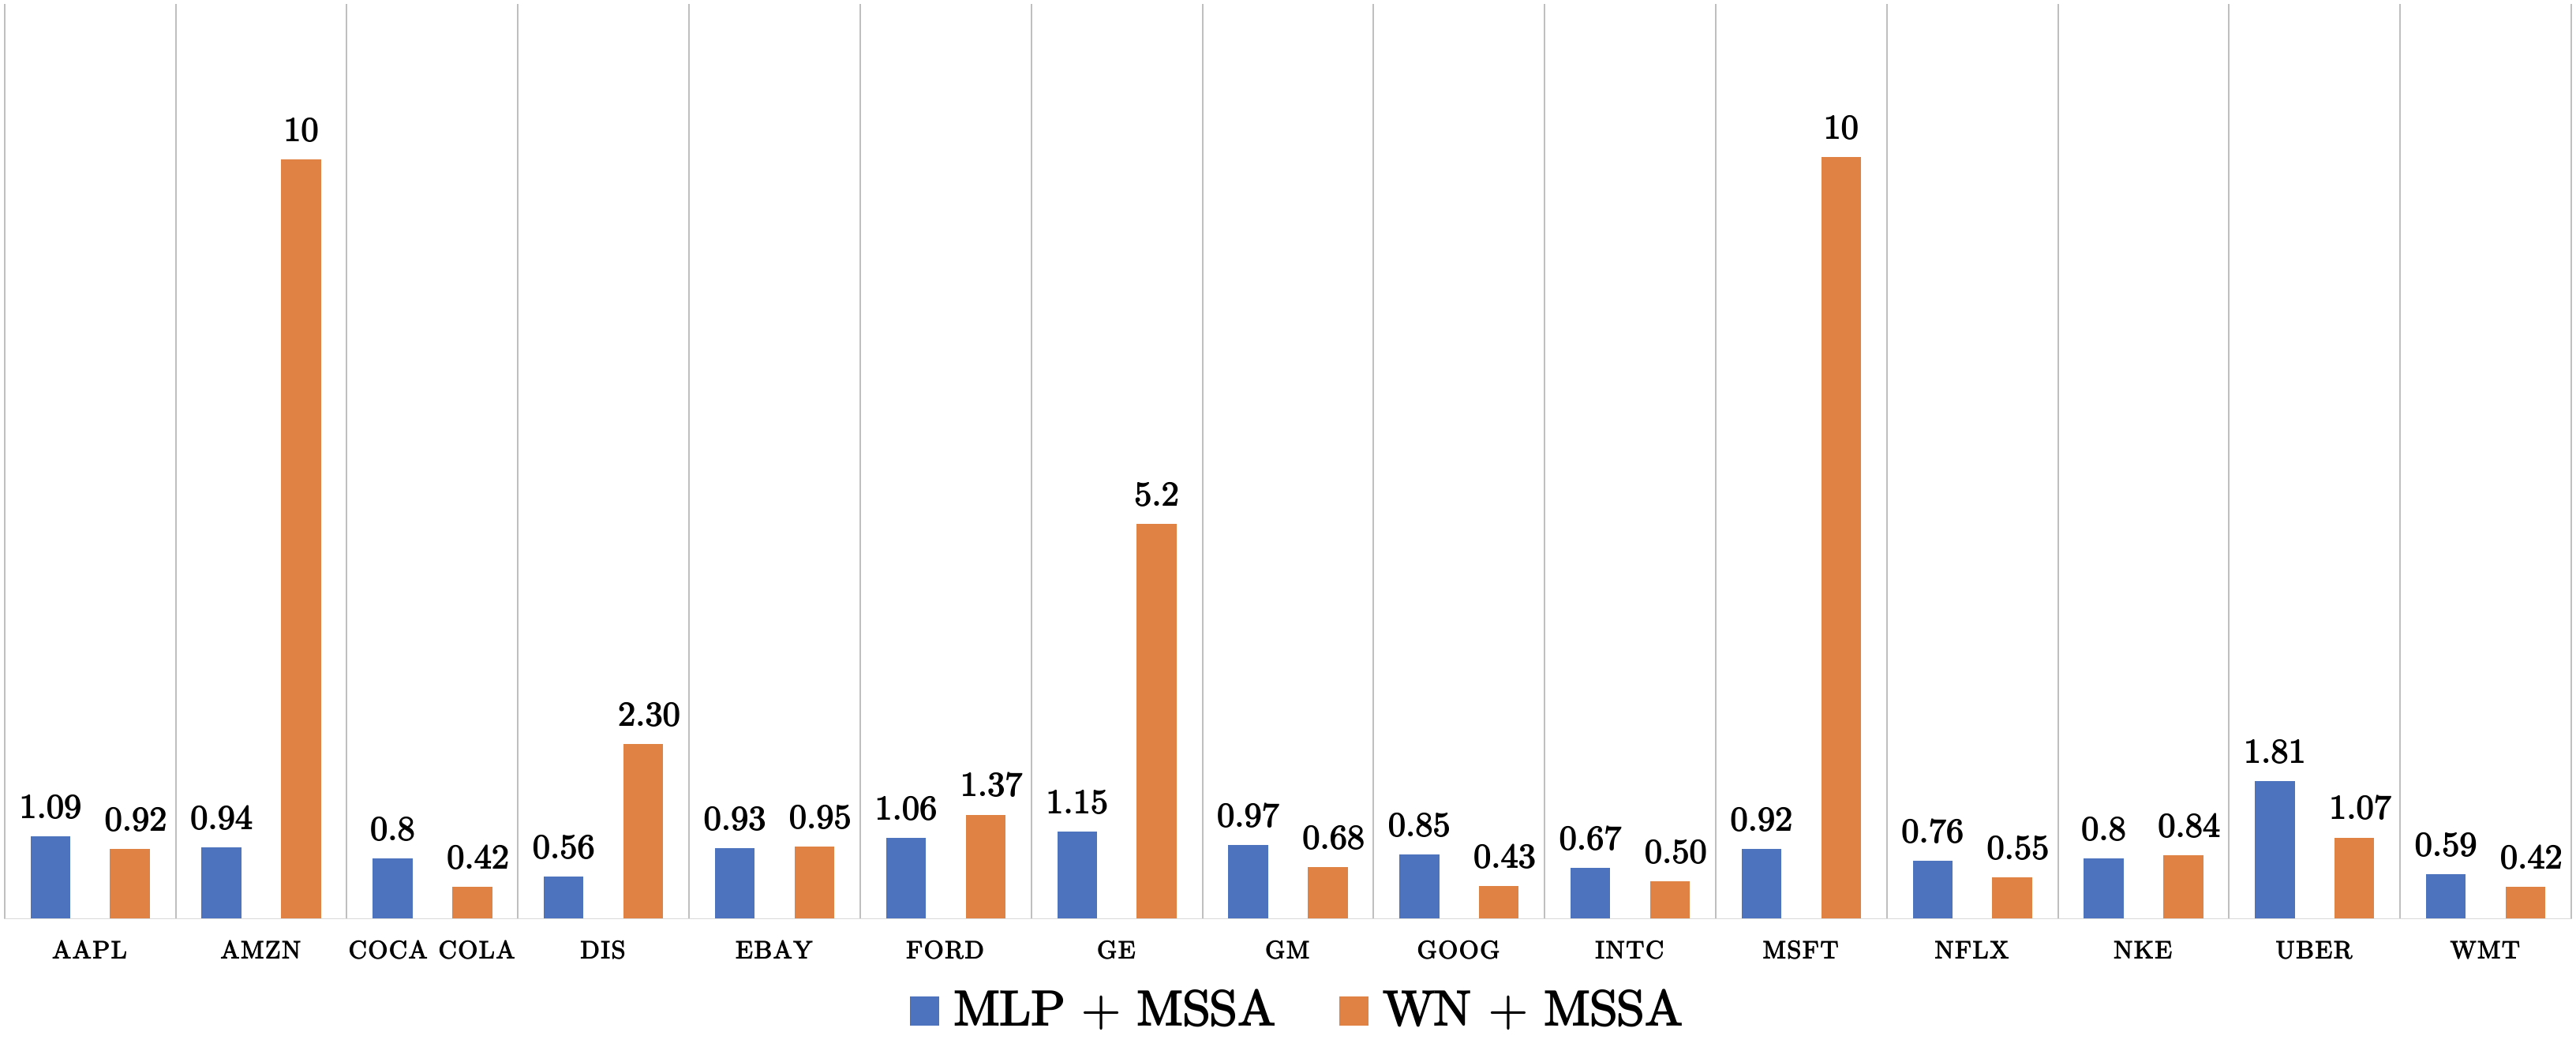 10 10
5.2
2.30
1.81
1.09 0.92 0.94 0.8 0.42 0.56 0.93 0.95 1.06 1.37 1.15 0.97 0.68 0.85 0.43 0.67 0.50 0.92 0.76 0.55 0.8 0.84 1.07 0.59 0.42
AAPL AMZN COCA COLA DIS EBAY FORD GE GM GOOG INTC MSFT NFLX NKE UBER WMT
MLP + MSSA WN + MSSA